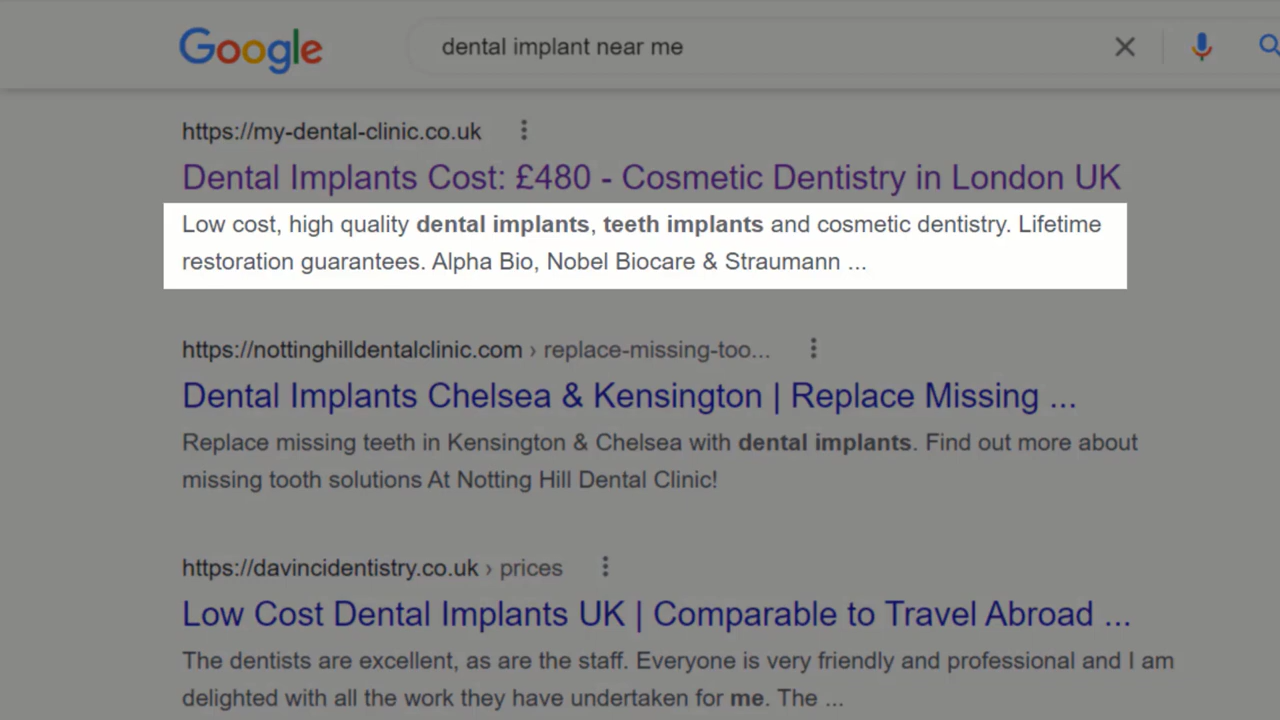 Google
dental implant near me
https://my-dental-clinic.co.uk
Dental Implants Cost: £480 - Cosmetic Dentistry in London UK
Low cost, high quality dental implants, teeth implants and cosmetic dentistry. Lifetime
restoration guarantees. Alpha Bio, Nobel Biocare & Straumann ...
https://nottinghilldentalclinic.com › replace-missing-too...
Dental Implants Chelsea & Kensington | Replace Missing ...
Replace missing teeth in Kensington & Chelsea with dental implants. Find out more about
missing tooth solutions At Notting Hill Dental Clinic!
https://davincidentistry.co.uk › prices
Low Cost Dental Implants UK | Comparable to Travel Abroad ...
The dentists are excellent, as are the staff. Everyone is very friendly and professional and I am
delighted with all the work they have undertaken for me. The ...